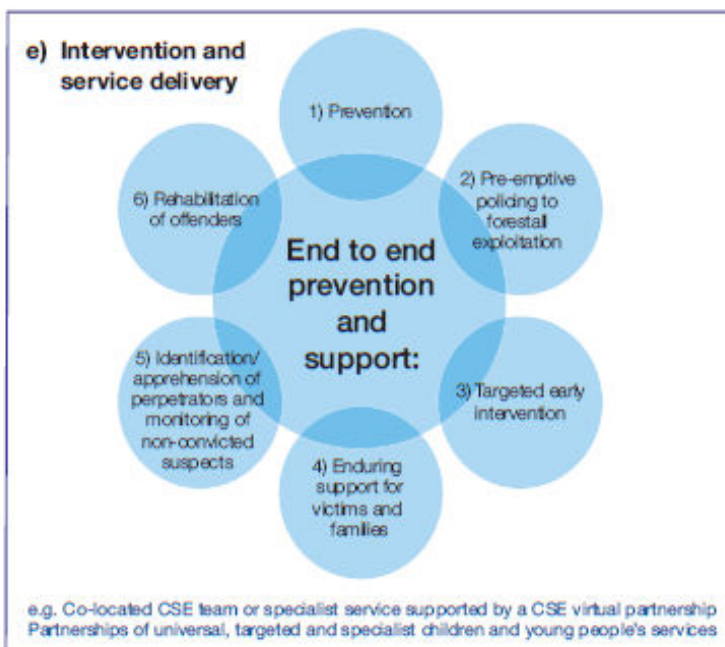 e) Intervention and
service delivery
1) Prevention
2) Pre-emptive
policing to
forestall
exploitation
3) Targeted early
intervention
4) Enduring
support for
victims and
families
5) Identification/
apprehension of
perpetrators and
monitoring of
non-convicted
suspects
6) Rehabilitation
of offenders
End to end
prevention
and
support:
e.g. Co-located CSE team or specialist service supported by a CSE virtual partnership
Partnerships of universal, targeted and specialist children and young people's services